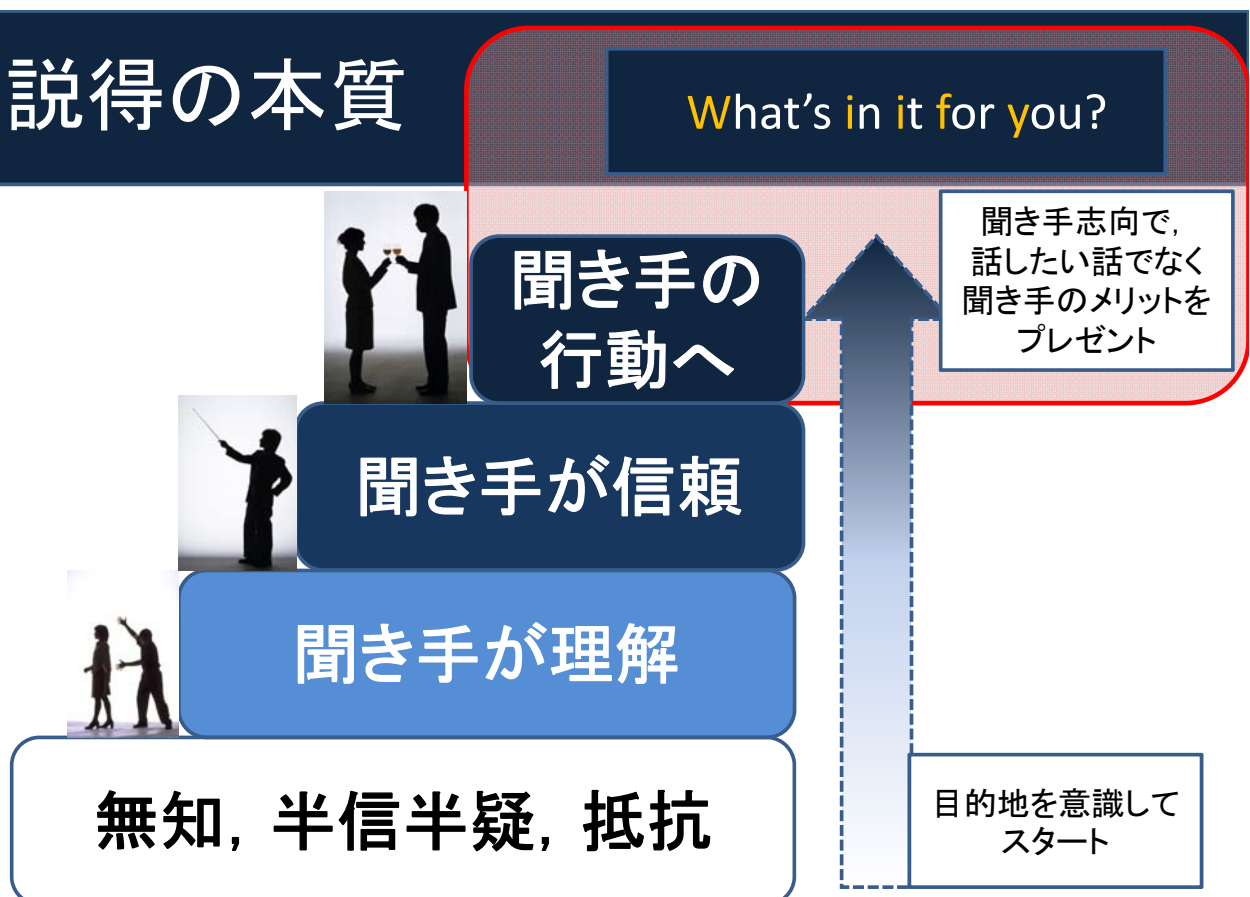 説得の本質
What's in it for you?
聞き手志向で，
話したい話でなく
聞き手のメリットを
プレゼント
聞き手の
行動へ
聞き手が信頼
聞き手が理解
無知，半信半疑，抵抗
目的地を意識して
スタート